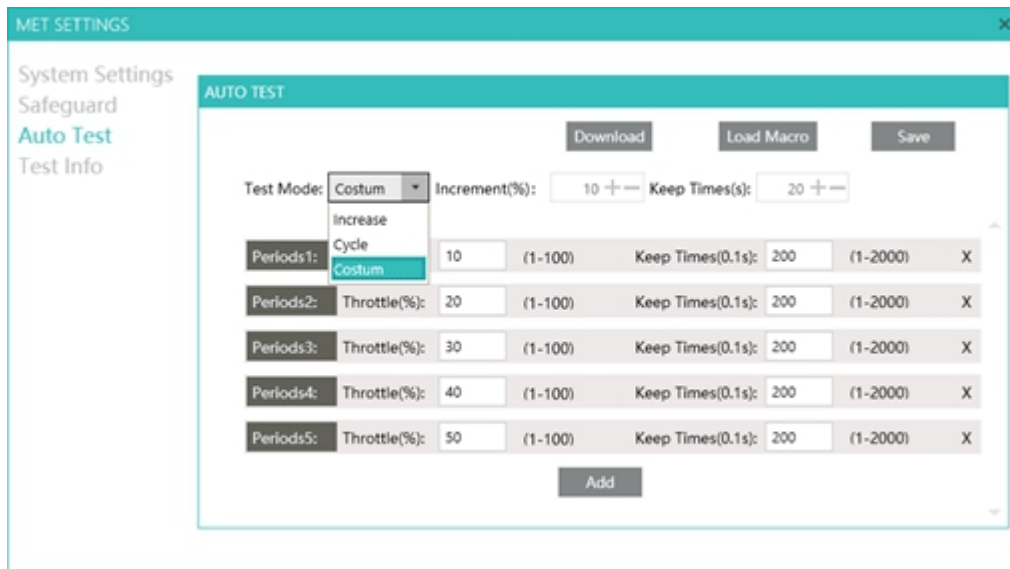 MET SETTINGS ×
System Settings
Safeguard
Auto Test
Test Info
AUTO TEST
Download Load Macro Save
Test Mode: Costum Increment(%): 10 +− Keep Times(s): 20 +−
Increase
Cycle
Costum
Periods1: 10 (1-100) Keep Times(0.1s): 200 (1-2000) X
Periods2: Throttle(%): 20 (1-100) Keep Times(0.1s): 200 (1-2000) X
Periods3: Throttle(%): 30 (1-100) Keep Times(0.1s): 200 (1-2000) X
Periods4: Throttle(%): 40 (1-100) Keep Times(0.1s): 200 (1-2000) X
Periods5: Throttle(%): 50 (1-100) Keep Times(0.1s): 200 (1-2000) X
Add